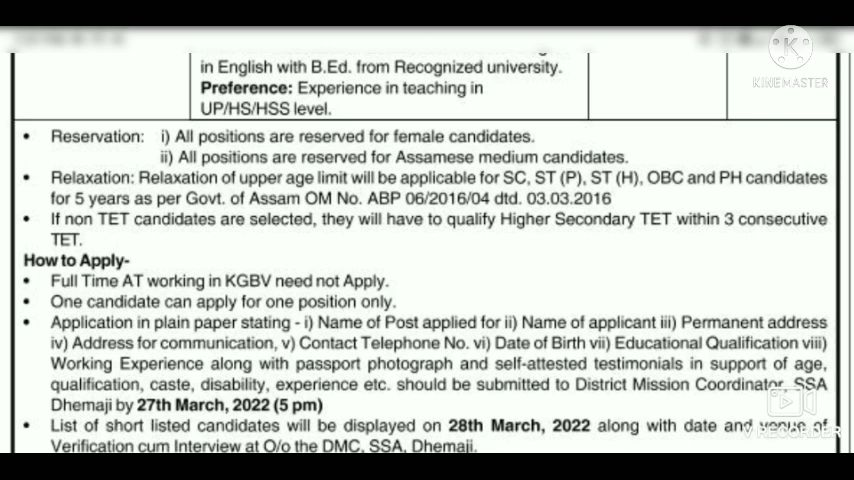 in English with B.Ed. from Recognized university.
Preference: Experience in teaching in
UP/HS/HSS level.
• Reservation: i) All positions are reserved for female candidates.
ii) All positions are reserved for Assamese medium candidates.
• Relaxation: Relaxation of upper age limit will be applicable for SC, ST (P), ST (H), OBC and PH candidates
for 5 years as per Govt. of Assam OM No. ABP 06/2016/04 dtd. 03.03.2016
• If non TET candidates are selected, they will have to qualify Higher Secondary TET within 3 consecutive
TET.
How to Apply-
• Full Time AT working in KGBV need not Apply.
• One candidate can apply for one position only.
• Application in plain paper stating - i) Name of Post applied for ii) Name of applicant iii) Permanent address
iv) Address for communication, v) Contact Telephone No. vi) Date of Birth vii) Educational Qualification viii)
Working Experience along with passport photograph and self-attested testimonials in support of age,
qualification, caste, disability, experience etc. should be submitted to District Mission Coordinator, SSA
Dhemaji by 27th March, 2022 (5 pm)
• List of short listed candidates will be displayed on 28th March, 2022 along with date and venue of
Verification cum Interview at O/o the DMC, SSA, Dhemaji.
K
KINEMASTER
V RECORDER